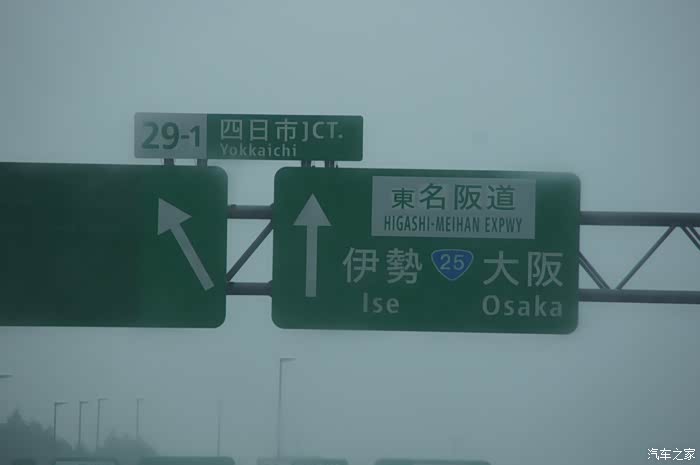 29-1 四日市JCT.
Yokkaichi
東名阪道
HIGASHI-MEIHAN EXPWY
伊勢 25 大阪
Ise Osaka
汽车之家